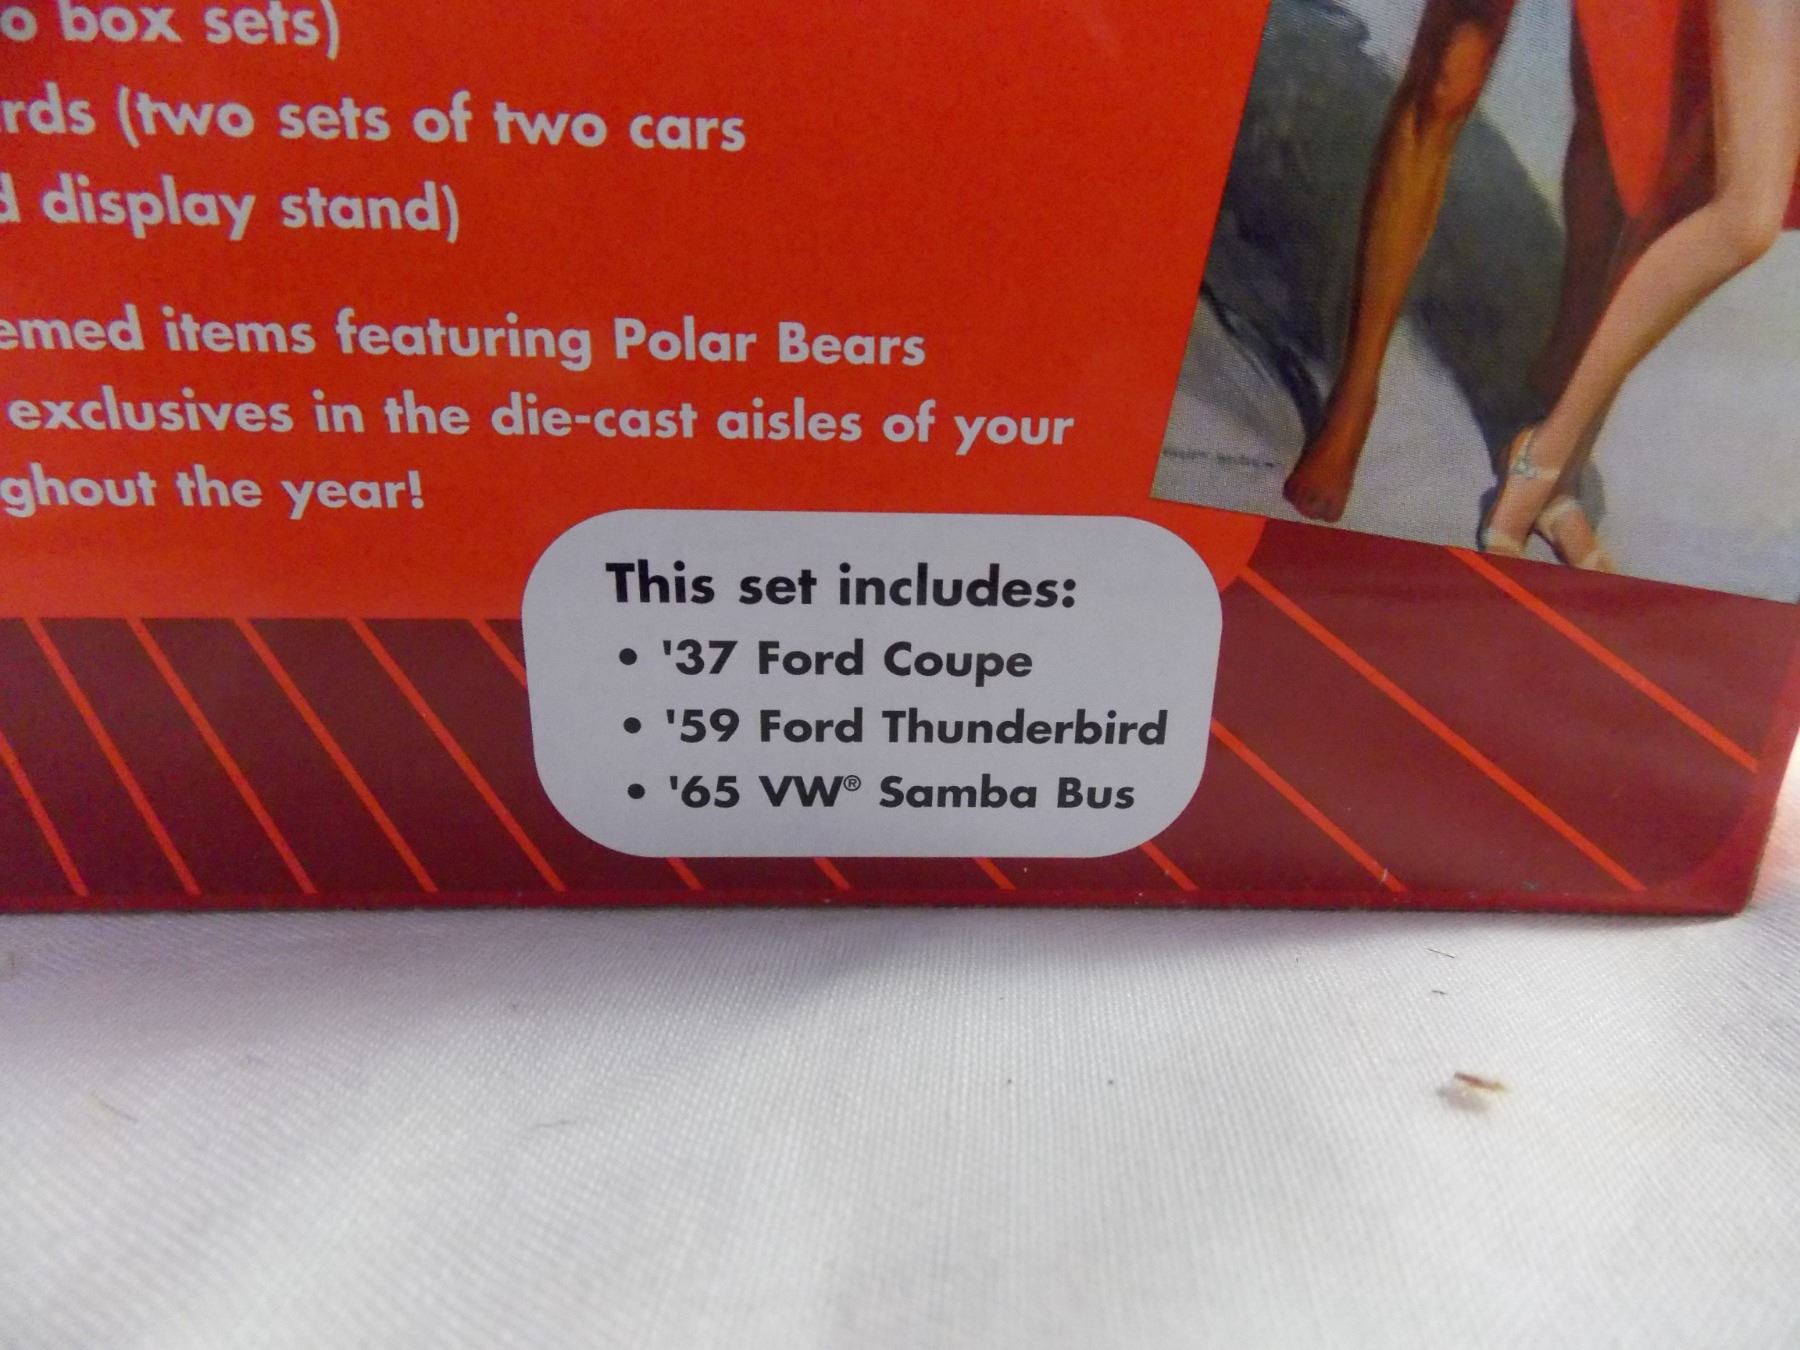 o box sets)
rds (two sets of two cars
d display stand)
emed items featuring Polar Bears
exclusives in the die-cast aisles of your
ghout the year!
This set includes:
• '37 Ford Coupe
• '59 Ford Thunderbird
• '65 VW® Samba Bus